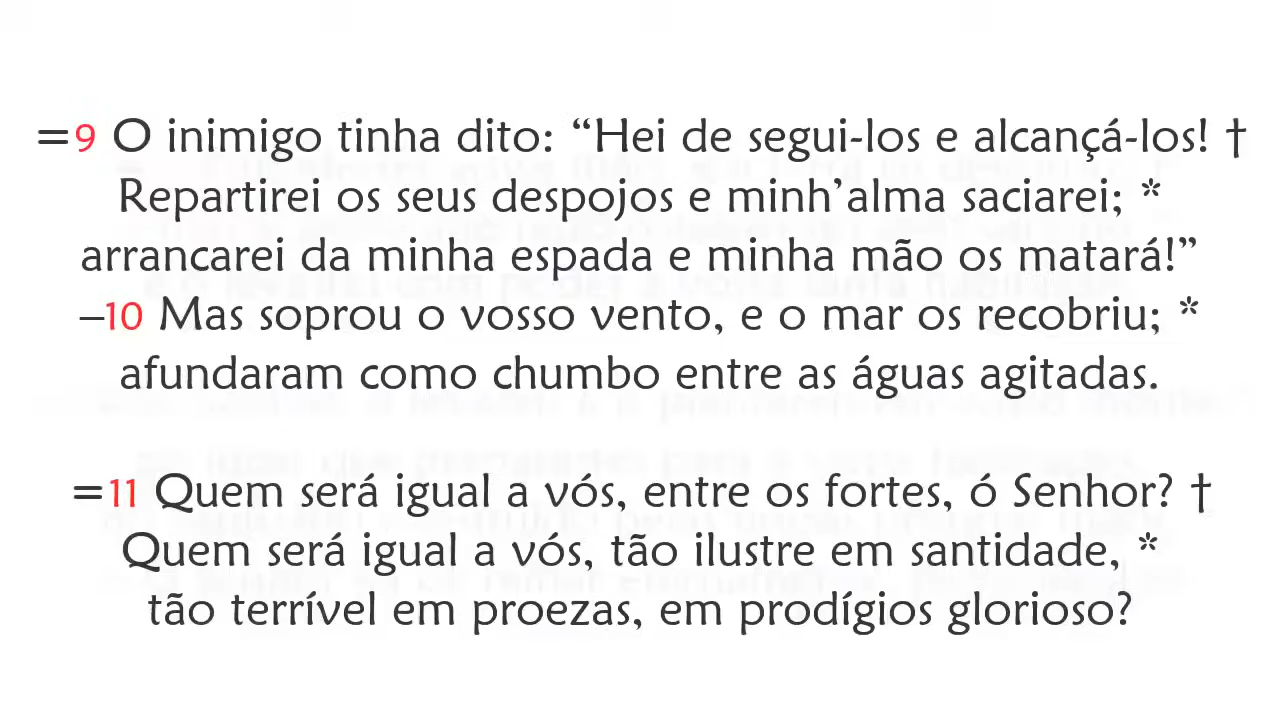 =9 O inimigo tinha dito: “Hei de segui-los e alcançá-los! †
Repartirei os seus despojos e minh’alma saciarei; *
arrancarei da minha espada e minha mão os matará!”
–10 Mas soprou o vosso vento, e o mar os recobriu; *
afundaram como chumbo entre as águas agitadas.
=11 Quem será igual a vós, entre os fortes, ó Senhor? †
Quem será igual a vós, tão ilustre em santidade, *
tão terrível em proezas, em prodígios glorioso?